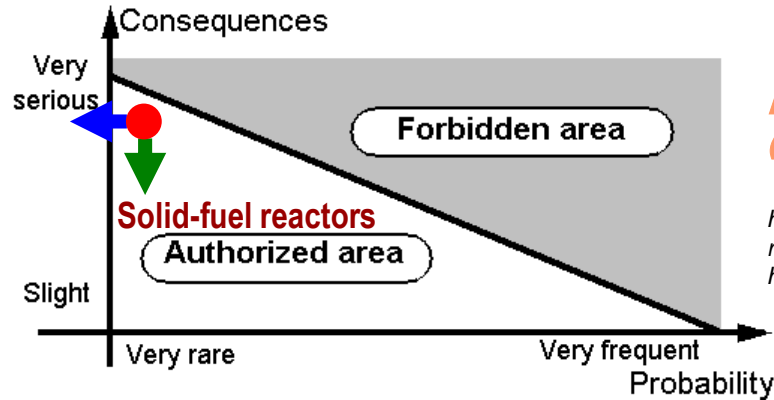 Consequences
Very
serious
Forbidden area
Solid-fuel reactors
Authorized area
Slight
Very rare
Very frequent
Probability